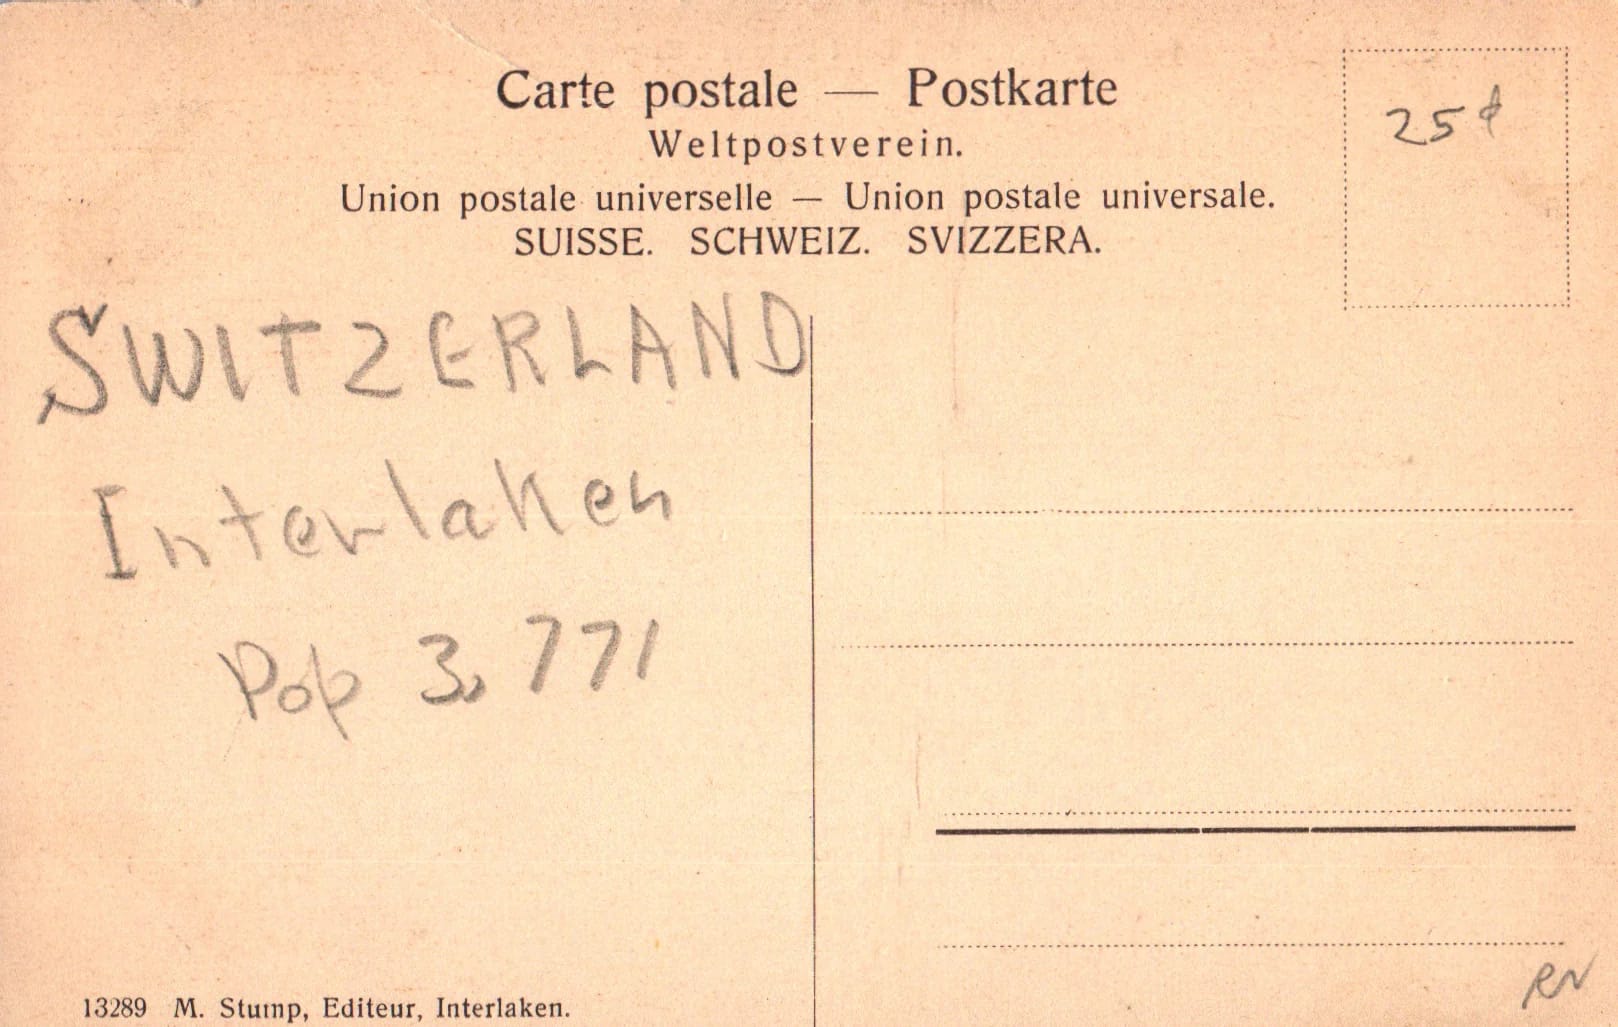 Carte postale — Postkarte
Weltpostverein.
Union postale universelle — Union postale universale.
SUISSE. SCHWEIZ. SVIZZERA.
25¢
SWITZERLAND
Interlaken
Pop 3,771
13289 M. Stump, Editeur, Interlaken.